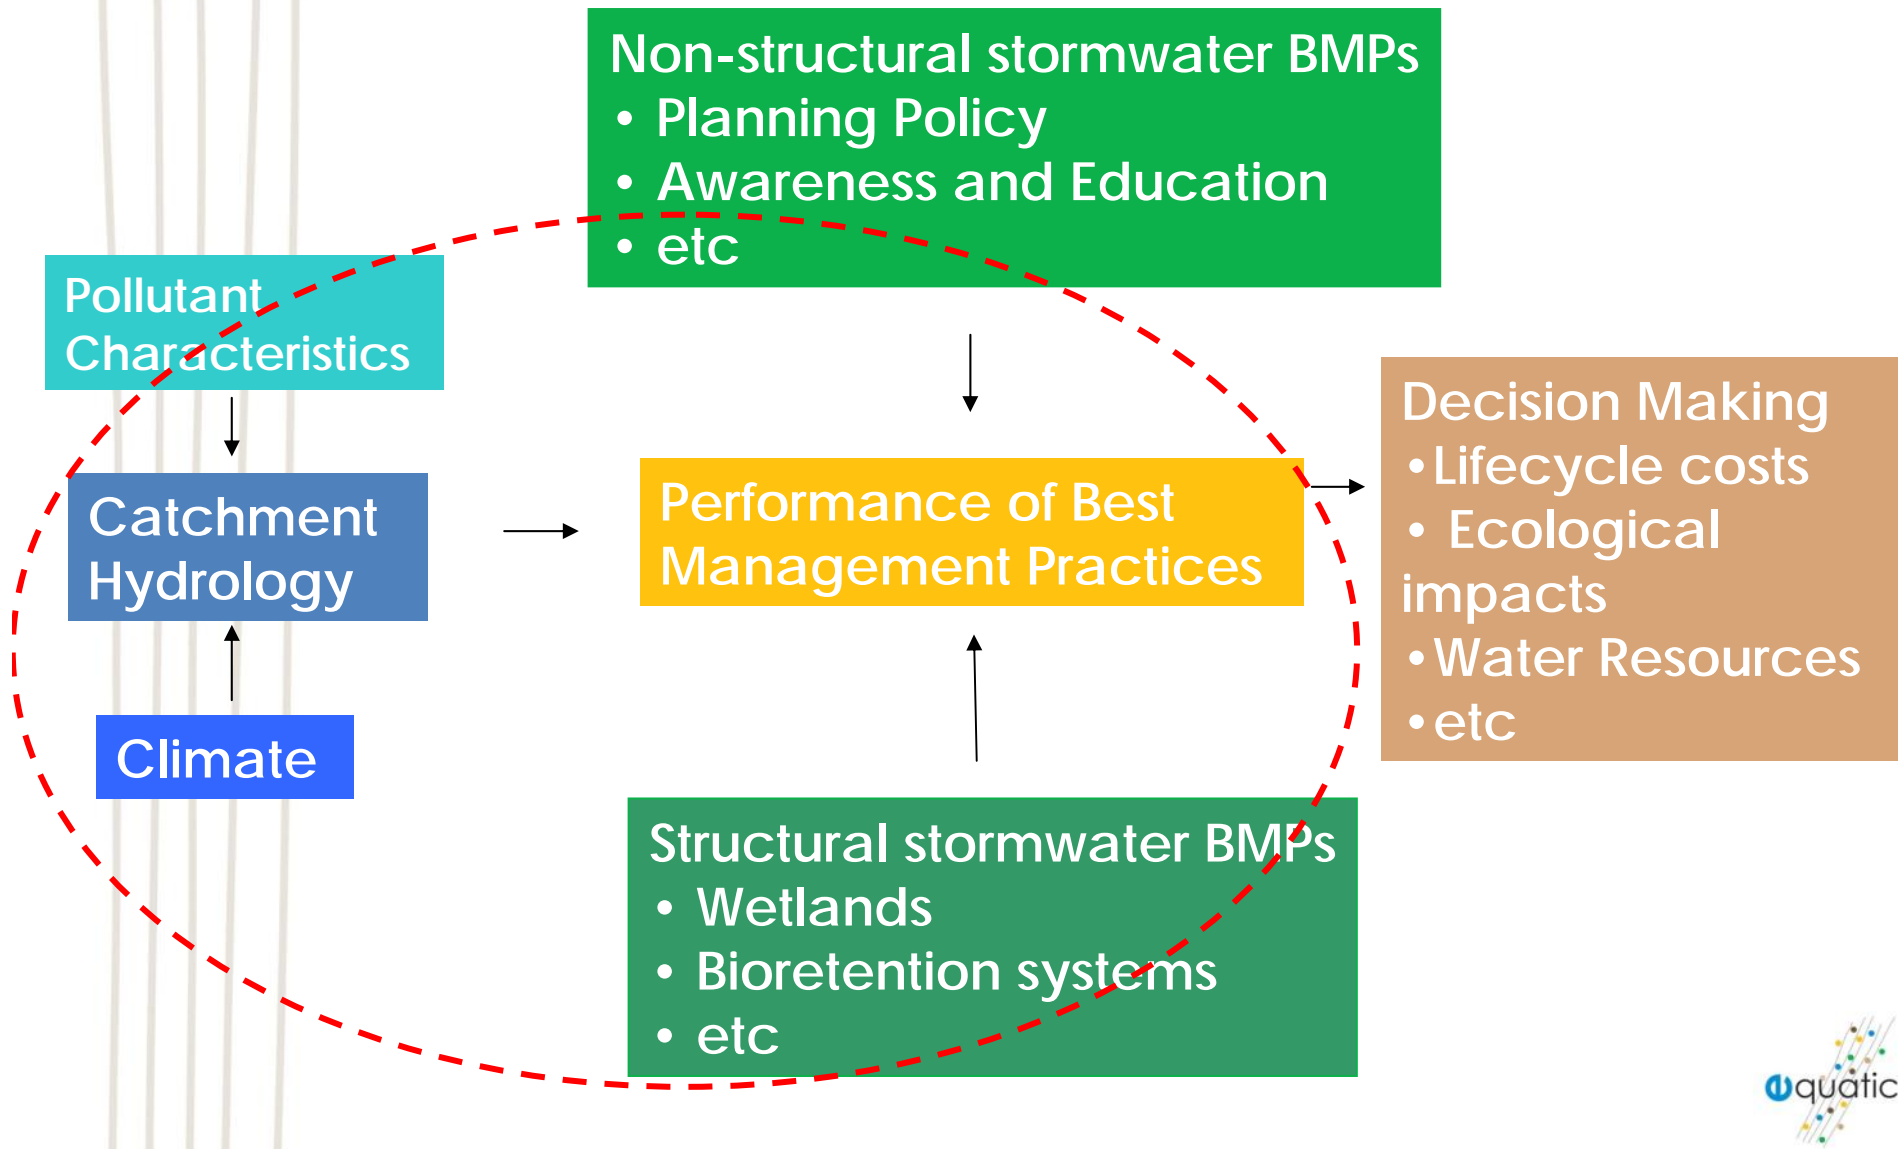 Non-structural stormwater BMPs
• Planning Policy
• Awareness and Education
• etc
Pollutant
Characteristics
Catchment
Hydrology
Climate
Performance of Best
Management Practices
Structural stormwater BMPs
• Wetlands
• Bioretention systems
• etc
Decision Making
•Lifecycle costs
• Ecological
impacts
•Water Resources
•etc
equatic